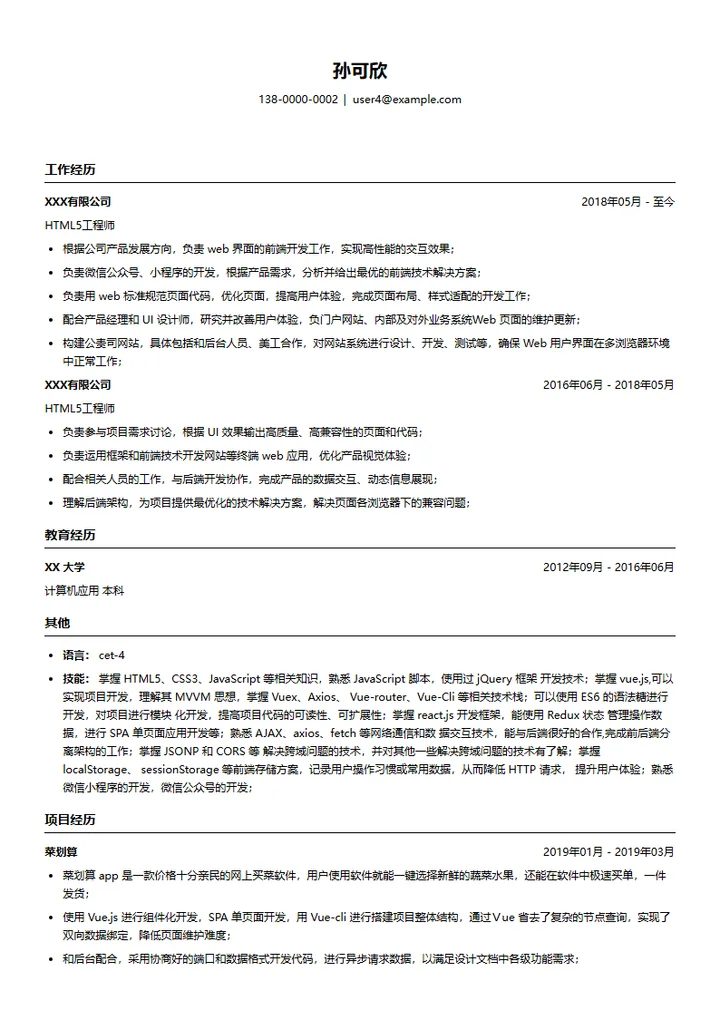 孙可欣
138-0000-0002 | user4@example.com
工作经历
XXX有限公司 2018年05月 - 至今
HTML5工程师
• 根据公司产品发展方向，负责 web 界面的前端开发工作，实现高性能的交互效果；
• 负责微信公众号、小程序的开发，根据产品需求，分析并给出最优的前端技术解决方案；
• 负责用 web 标准规范页面代码，优化页面，提高用户体验，完成页面布局、样式适配的开发工作；
• 配合产品经理和 UI 设计师，研究并改善用户体验，负门户网站、内部及对外业务系统Web 页面的维护更新；
• 构建公妻司网站，具体包括和后台人员、美工合作，对网站系统进行设计、开发、测试等，确保 Web 用户界面在多浏览器环境
中正常工作；
XXX有限公司 2016年06月 - 2018年05月
HTML5工程师
• 负责参与项目需求讨论，根据 UI 效果输出高质量、高兼容性的页面和代码；
• 负责运用框架和前端技术开发网站等终端 web 应用，优化产品视觉体验；
• 配合相关人员的工作，与后端开发协作，完成产品的数据交互、动态信息展现；
• 理解后端架构，为项目提供最优化的技术解决方案，解决页面各浏览器下的兼容问题；
教育经历
XX 大学 2012年09月 - 2016年06月
计算机应用 本科
其他
• 语言： cet-4
• 技能： 掌握 HTML5、CSS3、JavaScript 等相关知识，熟悉 JavaScript 脚本，使用过 jQuery 框架 开发技术；掌握 vue.js,可以
实现项目开发，理解其 MVVM 思想，掌握 Vuex、Axios、 Vue-router、Vue-Cli 等相关技术栈；可以使用 ES6 的语法糖进行
开发，对项目进行模块 化开发，提高项目代码的可读性、可扩展性；掌握 react.js 开发框架，能使用 Redux 状态 管理操作数
据，进行 SPA 单页面应用开发等；熟悉 AJAX、axios、fetch 等网络通信和数 据交互技术，能与后端很好的合作,完成前后端分
离架构的工作；掌握 JSONP 和 CORS 等 解决跨域问题的技术，并对其他一些解决跨域问题的技术有了解；掌握
localStorage、 sessionStorage 等前端存储方案，记录用户操作习惯或常用数据，从而降低 HTTP 请求， 提升用户体验；熟悉
微信小程序的开发，微信公众号的开发；
项目经历
菜划算 2019年01月 - 2019年03月
• 菜划算 app 是一款价格十分亲民的网上买菜软件，用户使用软件就能一键选择新鲜的蔬菜水果，还能在软件中极速买单，一件
发货；
• 使用 Vue.js 进行组件化开发，SPA 单页面开发，用 Vue-cli 进行搭建项目整体结构，通过Ｖue 省去了复杂的节点查询，实现了
双向数据绑定，降低页面维护难度；
• 和后台配合，采用协商好的端口和数据格式开发代码，进行异步请求数据，以满足设计文档中各级功能需求；